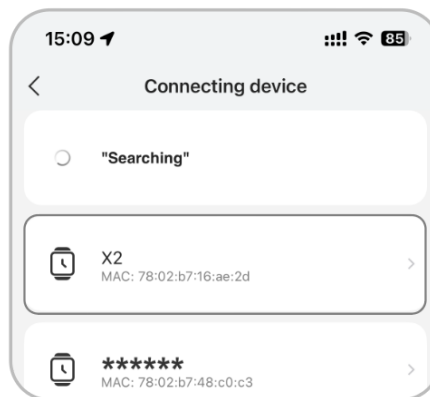 15:09
85
Connecting device
"Searching"
X2
MAC: 78:02:b7:16:ae:2d
******
MAC: 78:02:b7:48:c0:c3